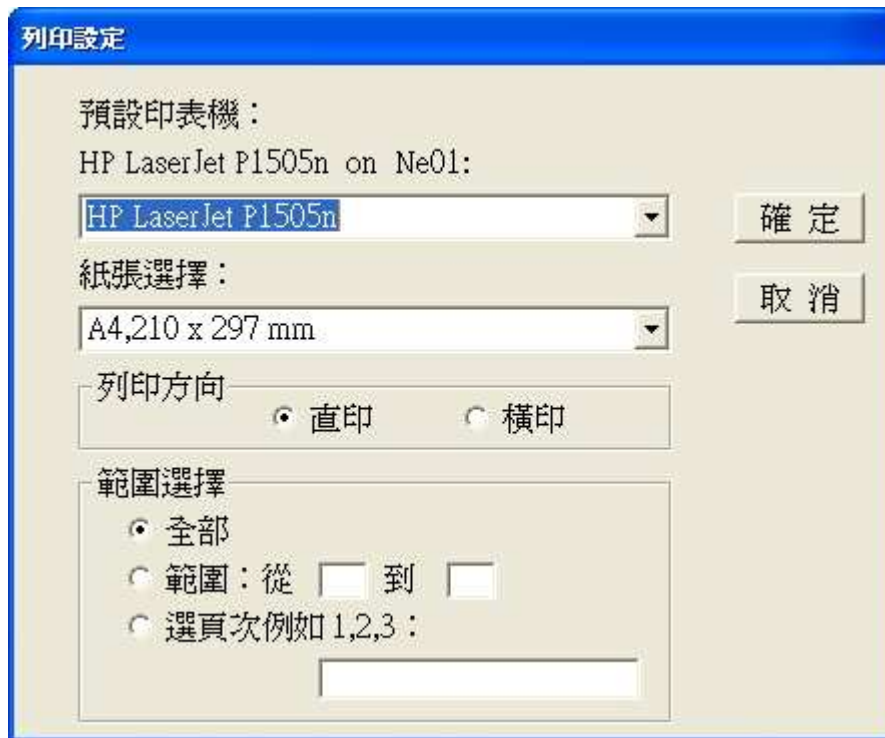 列印設定
預設印表機：
HP LaserJet P1505n on Ne01:
HP LaserJet P1505n
確 定
紙張選擇：
取 消
A4,210 x 297 mm
列印方向
直印 橫印
範圍選擇
全部
範圍：從 到
選頁次例如 1,2,3：